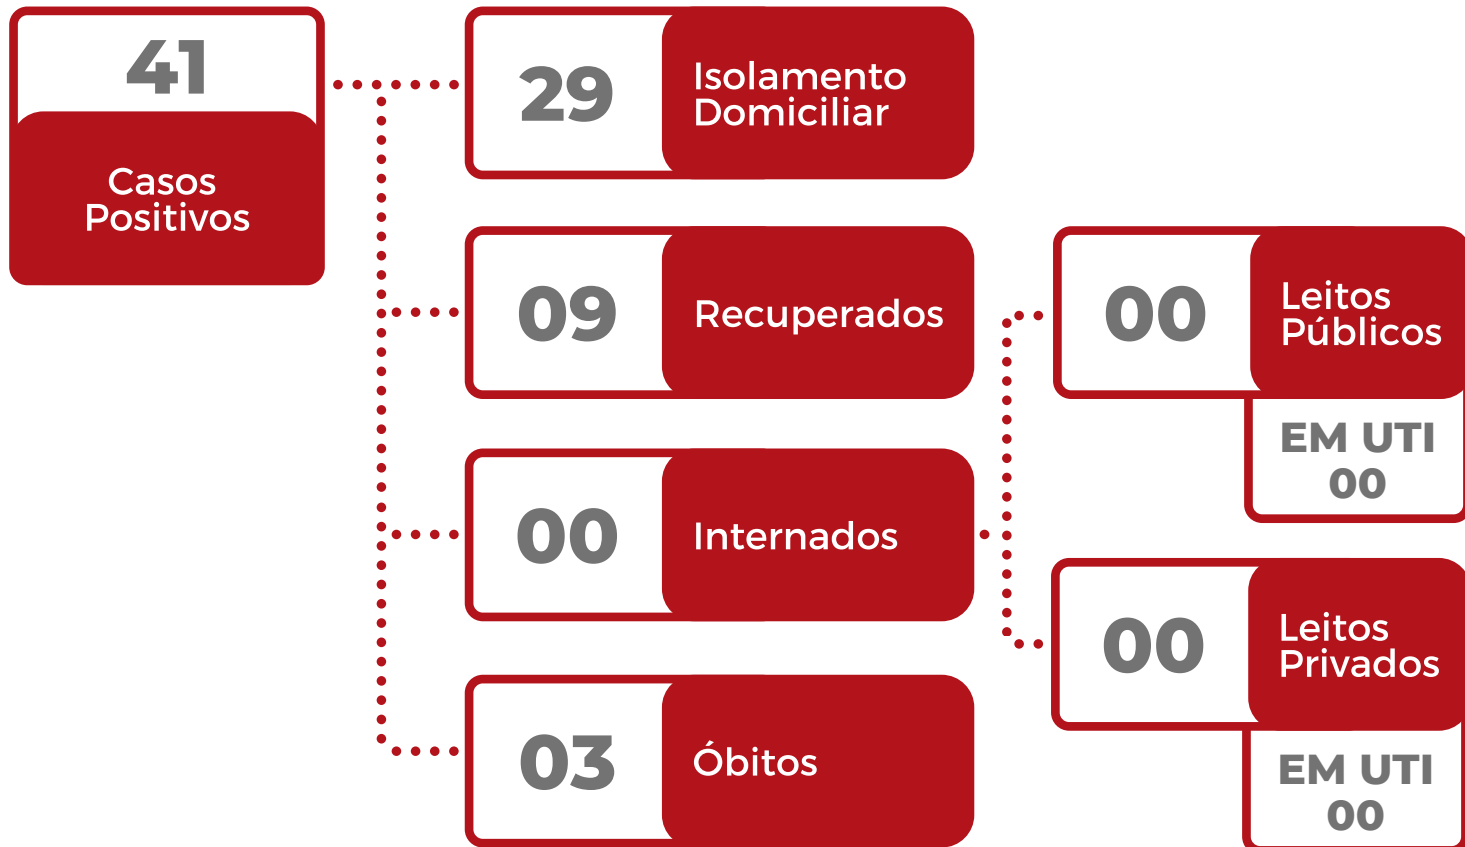 41
Casos
Positivos
29
Isolamento
Domiciliar
09
Recuperados
00
Internados
03
Óbitos
00
Leitos
Públicos
EM UTI
00
00
Leitos
Privados
EM UTI
00